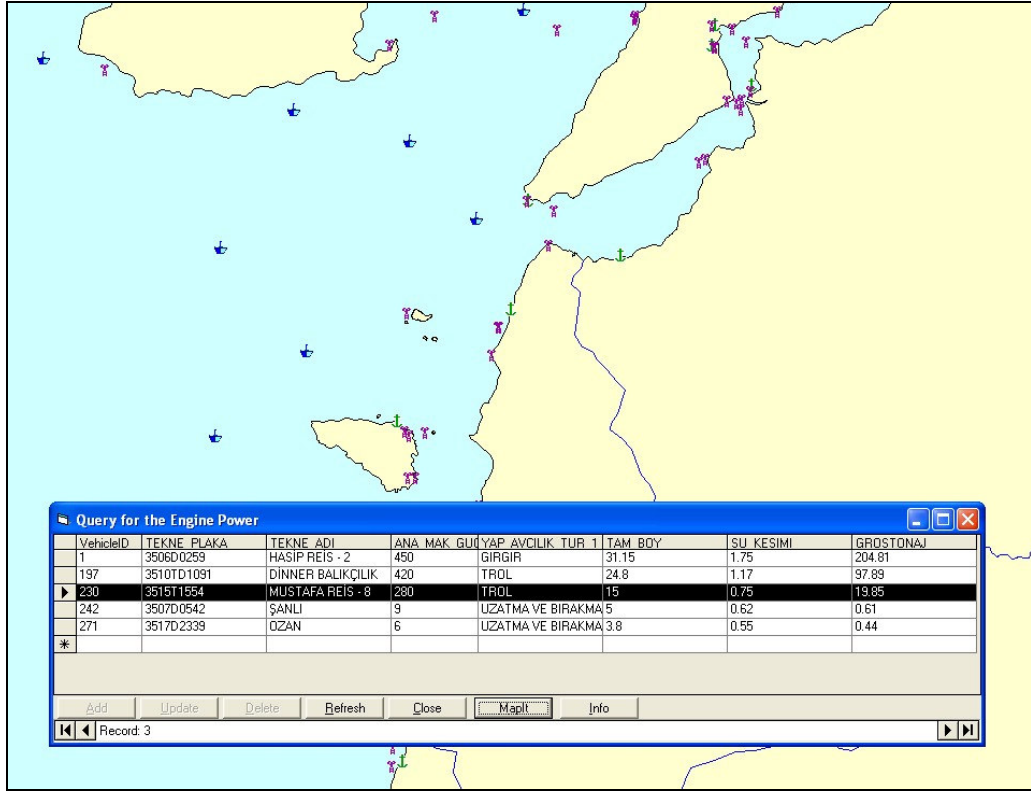 Query for the Engine Power
VehicleID TEKNE_PLAKA TEKNE_ADI ANA_MAK_GUÇ YAP_AVCILIK_TUR_1 TAM_BOY SU_KESIMI GROSTONAJ
1 3506D0259 HASİP REİS - 2 450 GIRGIR 31.15 1.75 204.81
197 3510TD1091 DİNNER BALIKÇILIK 420 TROL 24.8 1.17 97.89
230 3515T1554 MUSTAFA REİS - 8 280 TROL 15 0.75 19.85
242 3507D0542 ŞANLI 9 UZATMA VE BIRAKMA 5 0.62 0.61
271 3517D2339 OZAN 6 UZATMA VE BIRAKMA 3.8 0.55 0.44
Add Update Delete Refresh Close MapIt Info
Record: 3